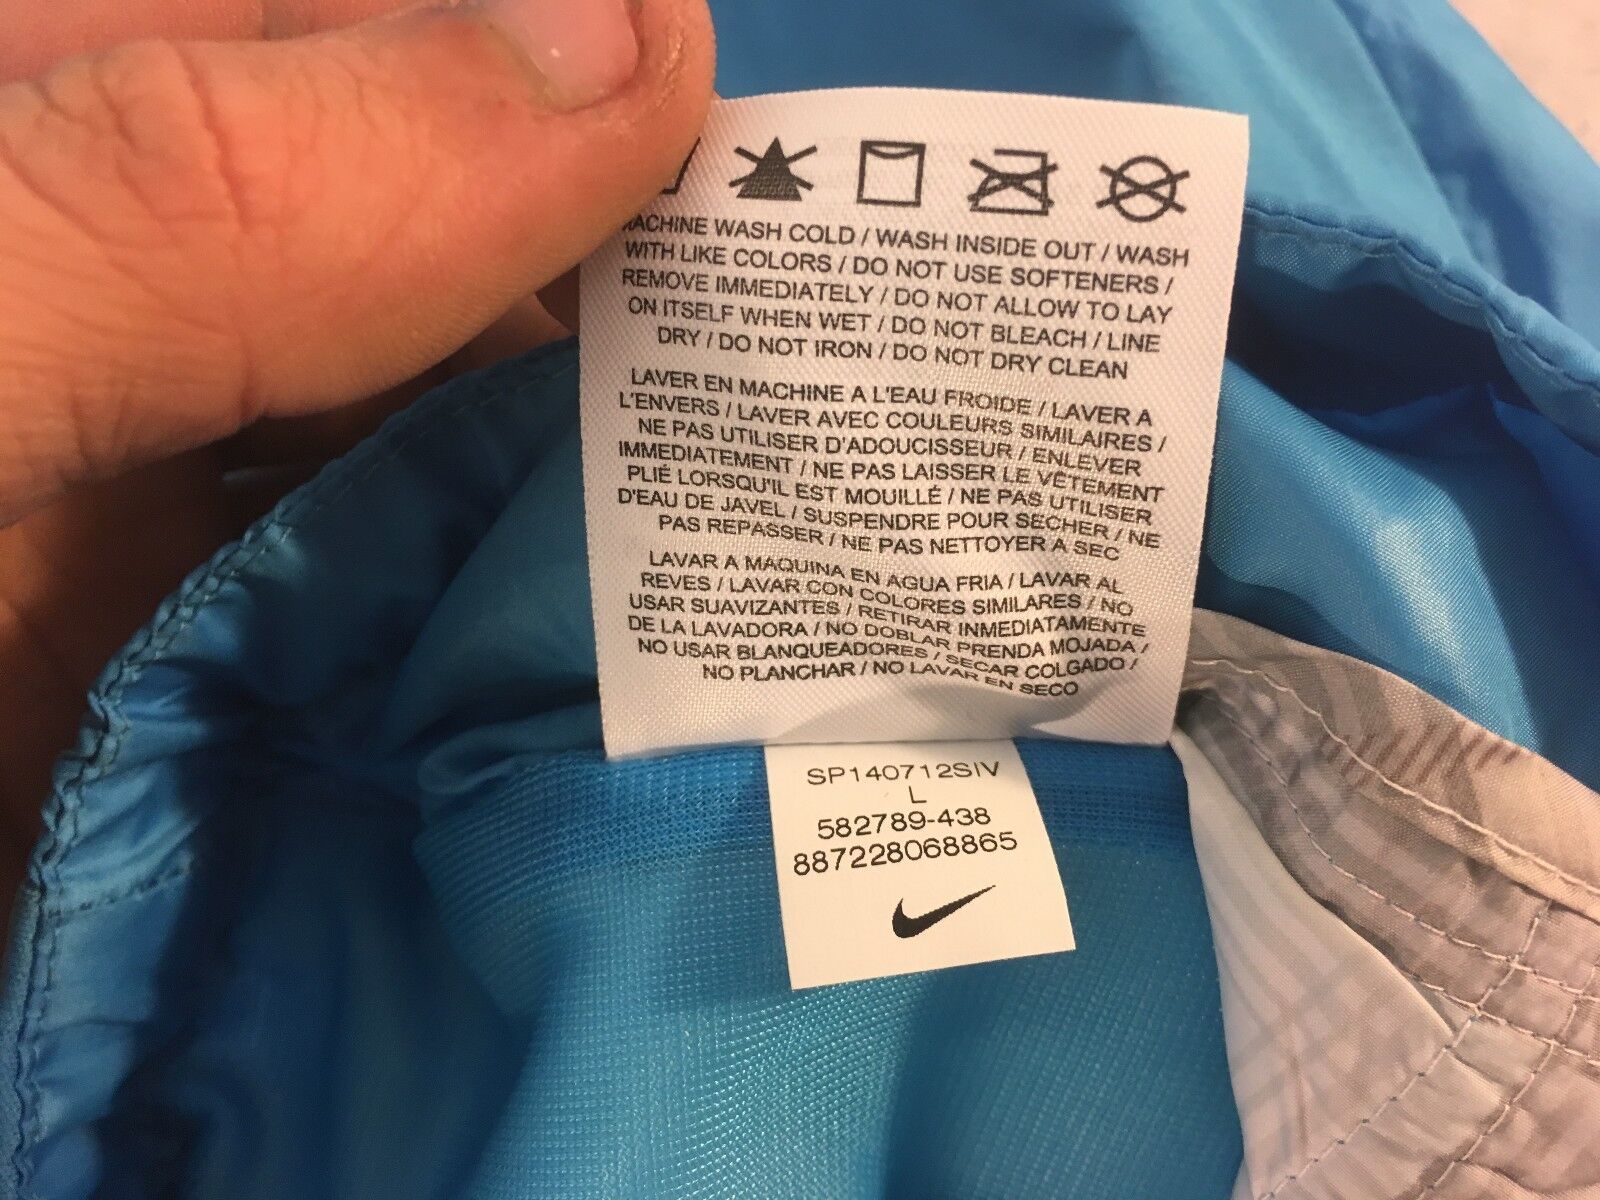 MACHINE WASH COLD / WASH INSIDE OUT / WASH
WITH LIKE COLORS / DO NOT USE SOFTENERS /
REMOVE IMMEDIATELY / DO NOT ALLOW TO LAY
ON ITSELF WHEN WET / DO NOT BLEACH / LINE
DRY / DO NOT IRON / DO NOT DRY CLEAN
LAVER EN MACHINE A L'EAU FROIDE / LAVER A
L'ENVERS / LAVER AVEC COULEURS SIMILAIRES /
NE PAS UTILISER D'ADOUCISSEUR / ENLEVER
IMMEDIATEMENT / NE PAS LAISSER LE VÊTEMENT
PLIÉ LORSQU'IL EST MOUILLÉ / NE PAS UTILISER
D'EAU DE JAVEL / SUSPENDRE POUR SECHER / NE
PAS REPASSER / NE PAS NETTOYER A SEC
LAVAR A MAQUINA EN AGUA FRIA / LAVAR AL
REVES / LAVAR CON COLORES SIMILARES / NO
USAR SUAVIZANTES / RETIRAR INMEDIATAMENTE
DE LA LAVADORA / NO DOBLAR PRENDA MOJADA /
NO USAR BLANQUEADORES / SECAR COLGADO /
NO PLANCHAR / NO LAVAR EN SECO
SP140712SIV
L
582789-438
887228068865